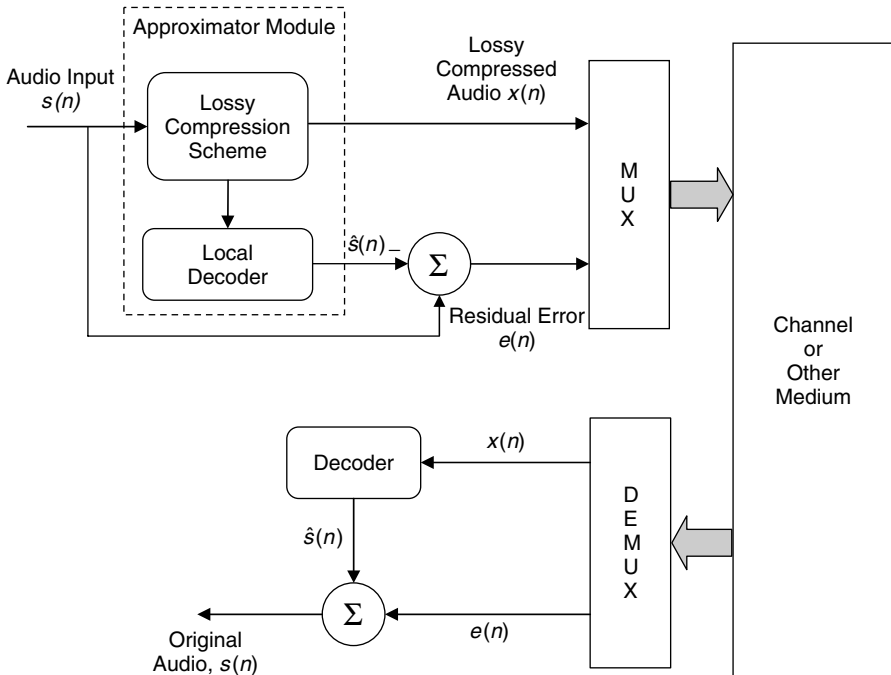 Approximator Module
Audio Input
s(n)
Lossy
Compression
Scheme
Lossy
Compressed
Audio x(n)
M
U
X
Local
Decoder
ŝ(n) –
Σ
Residual Error
e(n)
Channel
or
Other
Medium
Decoder
x(n)
D
E
M
U
X
ŝ(n)
Σ
e(n)
Original
Audio, s(n)